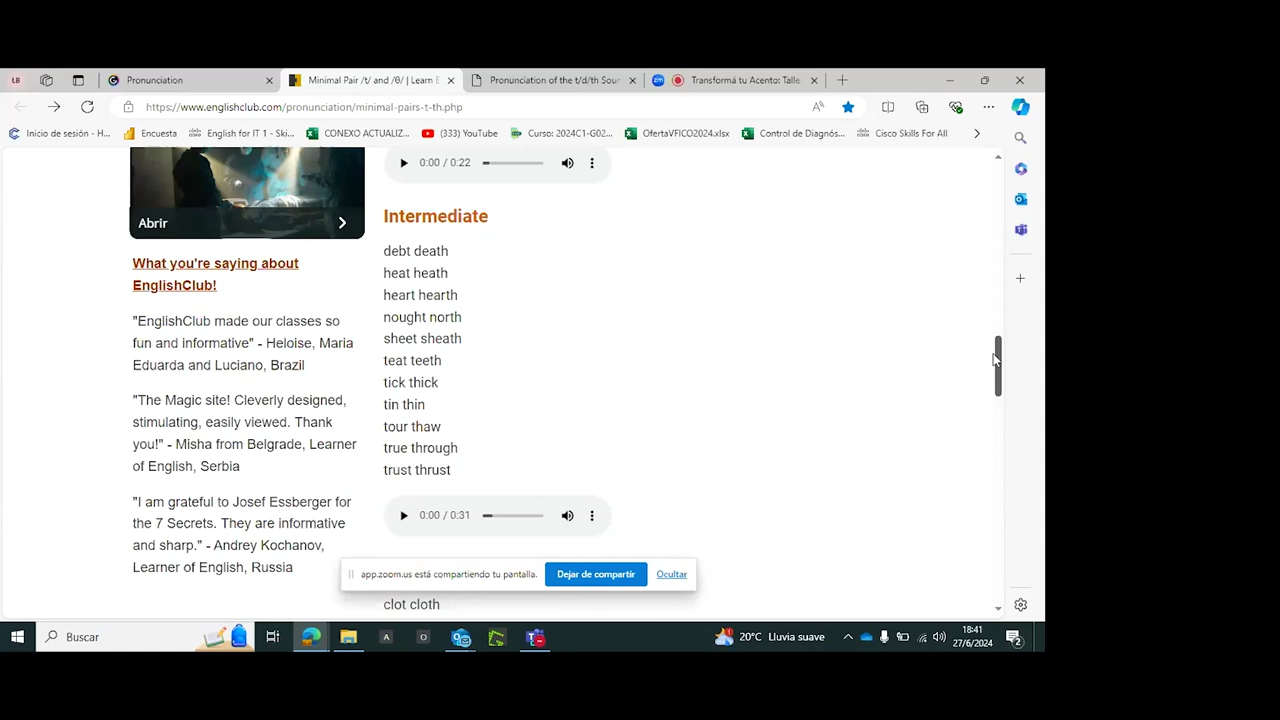 LB
Pronunciation
Minimal Pair /t/ and /θ/ | Learn E
Pronunciation of the t/d/th Soun
zm
Transformá tu Acento: Talle
https://www.englishclub.com/pronunciation/minimal-pairs-t-th.php
Inicio de sesión - H...
Encuesta
English for IT 1 - Ski...
CONEXO ACTUALIZ...
(333) YouTube
Curso: 2024C1-G02...
OfertaVFICO2024.xlsx
Control de Diagnós...
Cisco Skills For All
Abrir
What you're saying about
EnglishClub!
"EnglishClub made our classes so
fun and informative" - Heloise, Maria
Eduarda and Luciano, Brazil
"The Magic site! Cleverly designed,
stimulating, easily viewed. Thank
you!" - Misha from Belgrade, Learner
of English, Serbia
"I am grateful to Josef Essberger for
the 7 Secrets. They are informative
and sharp." - Andrey Kochanov,
Learner of English, Russia
0:00 / 0:22
Intermediate
debt death
heat heath
heart hearth
nought north
sheet sheath
teat teeth
tick thick
tin thin
tour thaw
true through
trust thrust
0:00 / 0:31
app.zoom.us está compartiendo tu pantalla.
Dejar de compartir
Ocultar
clot cloth
Buscar
A
O
20°C Lluvia suave
18:41
27/6/2024
2